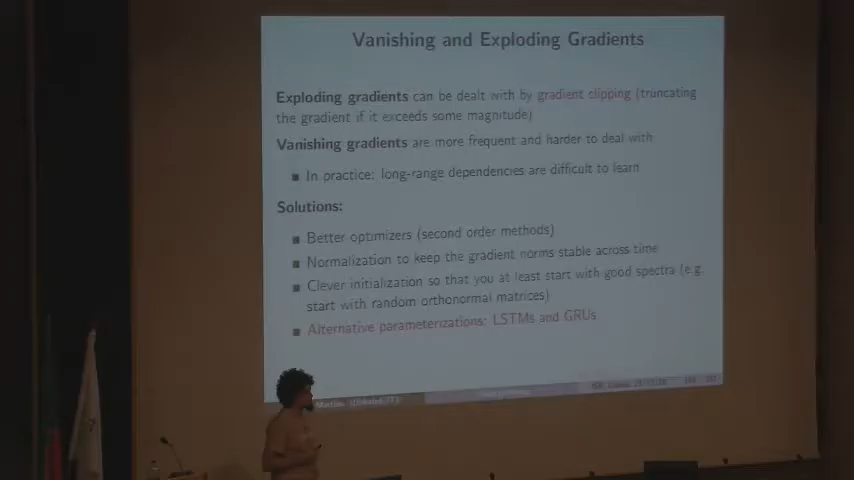 Vanishing and Exploding Gradients
Exploding gradients can be dealt with by gradient clipping (truncating
the gradient if it exceeds some magnitude)
Vanishing gradients are more frequent and harder to deal with
In practice: long-range dependencies are difficult to learn
Solutions:
Better optimizers (second order methods)
Normalization to keep the gradient norms stable across time
Clever initialization so that you at least start with good spectra (e.g.
start with random orthonormal matrices)
Alternative parameterizations: LSTMs and GRUs